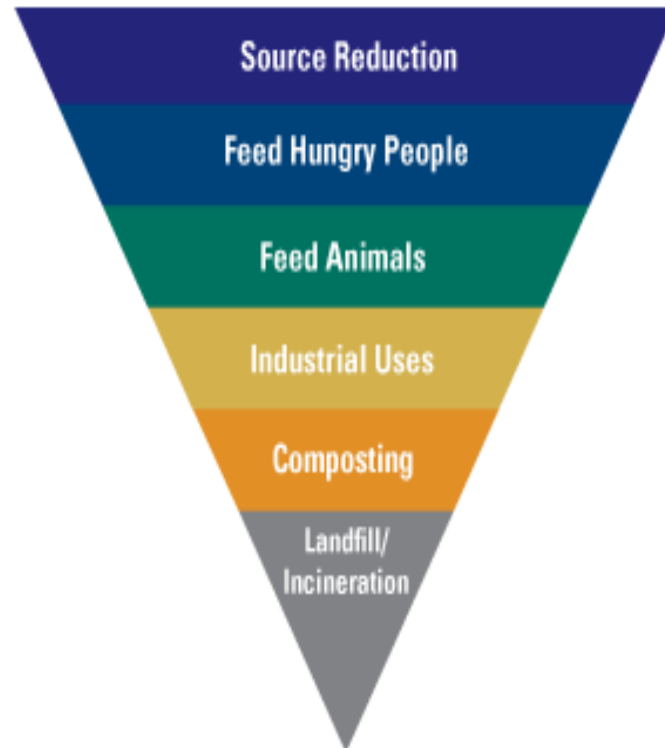 Source Reduction
Feed Hungry People
Feed Animals
Industrial Uses
Composting
Landfill/
Incineration